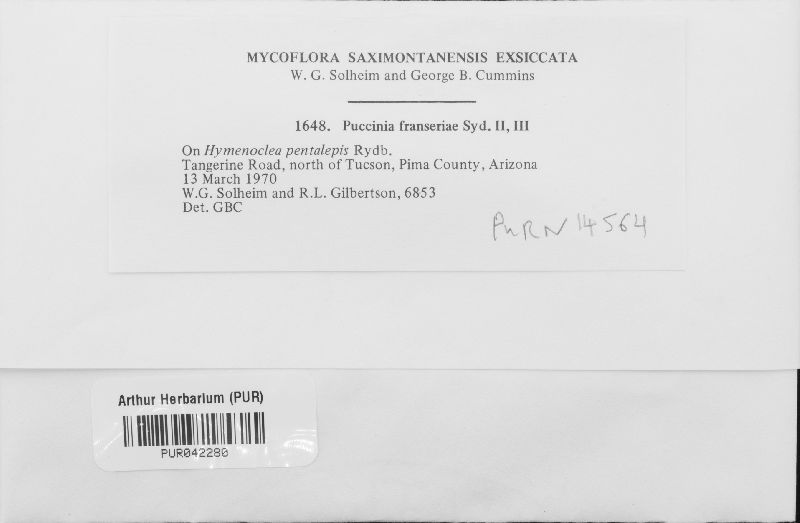 MYCOFLORA SAXIMONTANENSIS EXSICCATA
W. G. Solheim and George B. Cummins
1648. Puccinia franseriae Syd. II, III
On Hymenoclea pentalepis Rydb.
Tangerine Road, north of Tucson, Pima County, Arizona
13 March 1970
W.G. Solheim and R.L. Gilbertson, 6853
Det. GBC
PuRN 14564
Arthur Herbarium (PUR)
PUR042280